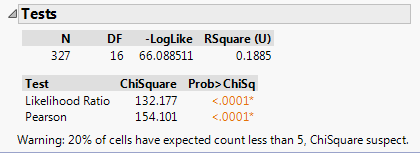 Tests
N DF -LogLike RSquare (U)
327 16 66.088511 0.1885
Test ChiSquare Prob>ChiSq
Likelihood Ratio 132.177 <.0001*
Pearson 154.101 <.0001*
Warning: 20% of cells have expected count less than 5, ChiSquare suspect.